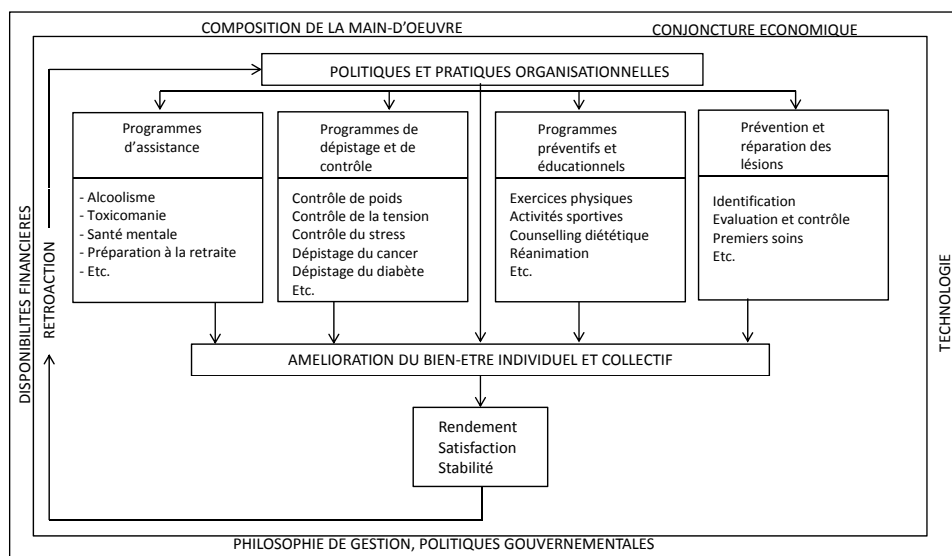 COMPOSITION DE LA MAIN-D'OEUVRE
CONJONCTURE ECONOMIQUE
POLITIQUES ET PRATIQUES ORGANISATIONNELLES
Programmes
d'assistance
- Alcoolisme
- Toxicomanie
- Santé mentale
- Préparation à la retraite
- Etc.
Programmes de
dépistage et de
contrôle
Contrôle de poids
Contrôle de la tension
Contrôle du stress
Dépistage du cancer
Dépistage du diabète
Etc.
Programmes
préventifs et
éducationnels
Exercices physiques
Activités sportives
Counselling diététique
Réanimation
Etc.
Prévention et
réparation des
lésions
Identification
Evaluation et contrôle
Premiers soins
Etc.
DISPONIBILITES FINANCIERES
RETROACTION
TECHNOLOGIE
AMELIORATION DU BIEN-ETRE INDIVIDUEL ET COLLECTIF
Rendement
Satisfaction
Stabilité
PHILOSOPHIE DE GESTION, POLITIQUES GOUVERNEMENTALES